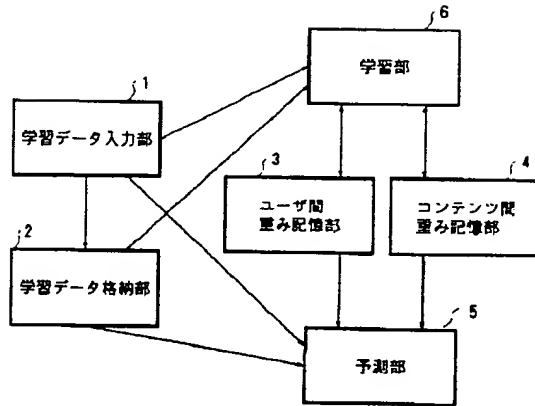 6
学習部
1
学習データ入力部
3
ユーザ間
重み記憶部
4
コンテンツ間
重み記憶部
2
学習データ格納部
5
予測部